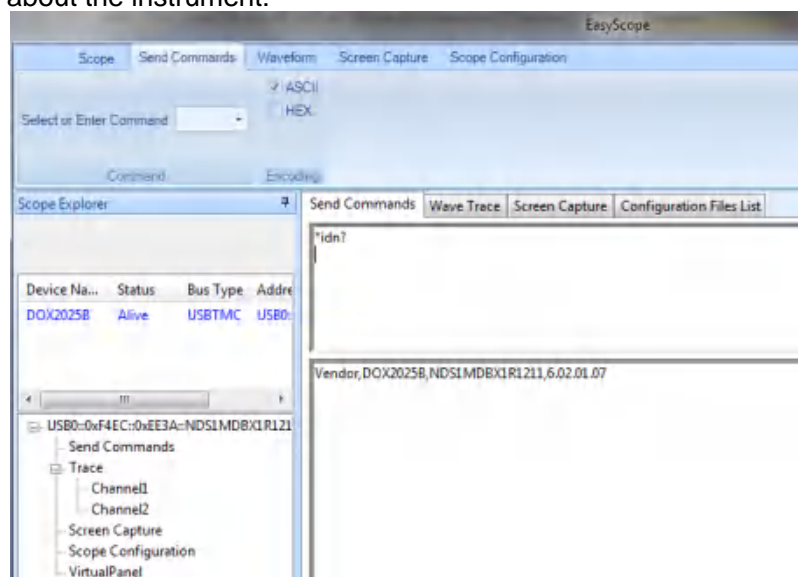 about the instrument.
EasyScope
Scope Send Commands Waveform Screen Capture Scope Configuration
ASCII
Select or Enter Command HEX
Command Encoding
Scope Explorer
Send Commands Wave Trace Screen Capture Configuration Files List
*idn?
Device Na... Status Bus Type Addre
DOX2025B Alive USBTMC USB0::
Vendor,DOX2025B,NDS1MDBX1R1211,6.02.01.07
USB0::0xF4EC::0xEE3A::NDS1MDBX1R121
Send Commands
Trace
Channel1
Channel2
Screen Capture
Scope Configuration
VirtualPanel